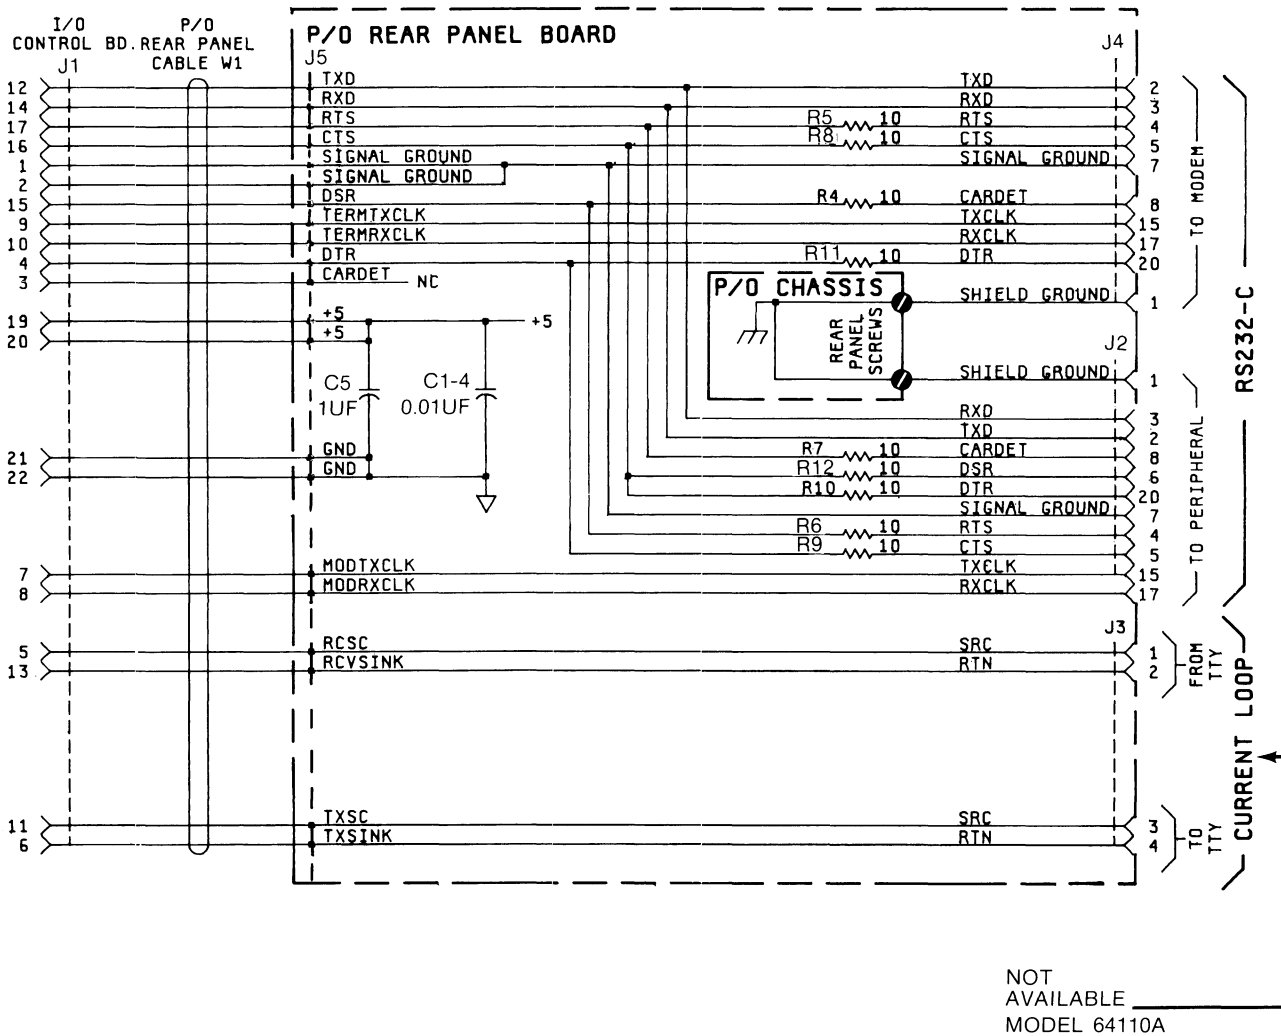 I/O
CONTROL BD.
J1
P/O
REAR PANEL
CABLE W1
P/O REAR PANEL BOARD
J5
J4
12 TXD TXD 2
14 RXD RXD 3
17 RTS R5 10 RTS 4
16 CTS R8 10 CTS 5
1 SIGNAL GROUND SIGNAL GROUND 7
2 SIGNAL GROUND
15 DSR R4 10 CARDET 8
9 TERMTXCLK TXCLK 15
10 TERMRXCLK RXCLK 17
4 DTR R11 10 DTR 20
3 CARDET NC
P/O CHASSIS
SHIELD GROUND 1
REAR
PANEL
SCREWS
19 +5 +5
20 +5
J2
SHIELD GROUND 1
C5
1UF
C1-4
0.01UF
RXD 3
TXD 2
21 GND R7 10 CARDET 8
22 GND R12 10 DSR 6
R10 10 DTR 20
SIGNAL GROUND 7
R6 10 RTS 4
R9 10 CTS 5
7 MODTXCLK TXCLK 15
8 MODRXCLK RXCLK 17
J3
5 RCSC SRC 1
13 RCVSINK RTN 2
11 TXSC SRC 3
6 TXSINK RTN 4
TO MODEM
TO PERIPHERAL
RS232-C
FROM
TTY
TO
TTY
CURRENT LOOP
NOT
AVAILABLE
MODEL 64110A